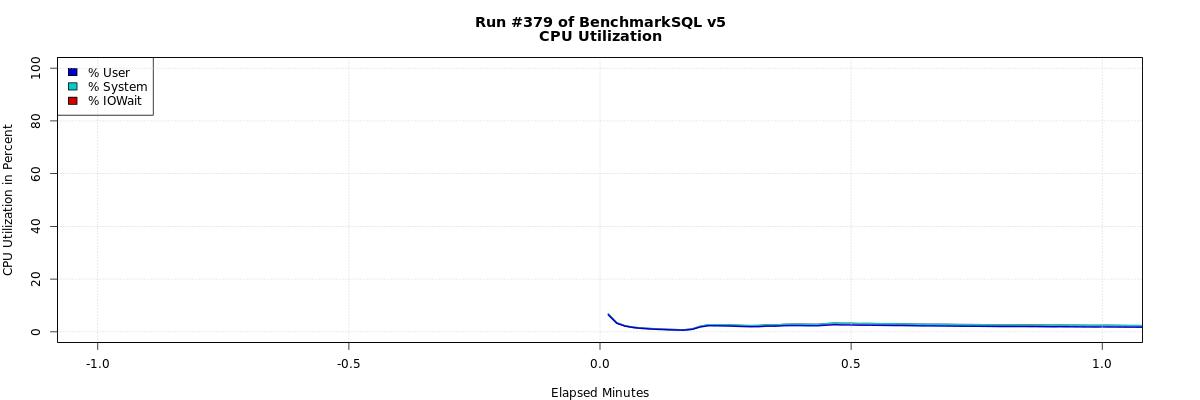 Run #379 of BenchmarkSQL v5
CPU Utilization
% User
% System
% IOWait
CPU Utilization in Percent
100
80
60
40
20
0
-1.0
-0.5
0.0
0.5
1.0
Elapsed Minutes